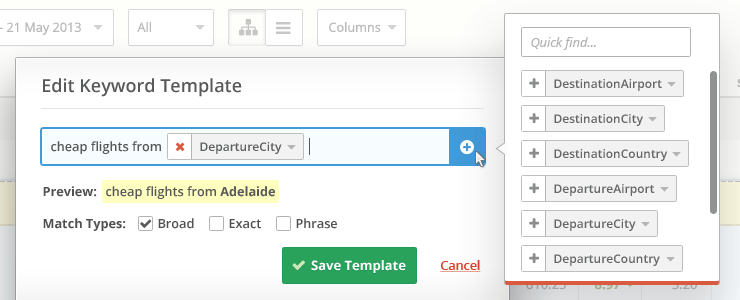 - 21 May 2013
All
Columns
Edit Keyword Template
cheap flights from DepartureCity
Preview: cheap flights from Adelaide
Match Types: Broad Exact Phrase
Save Template Cancel
Quick find...
DestinationAirport
DestinationCity
DestinationCountry
DepartureAirport
DepartureCity
DepartureCountry